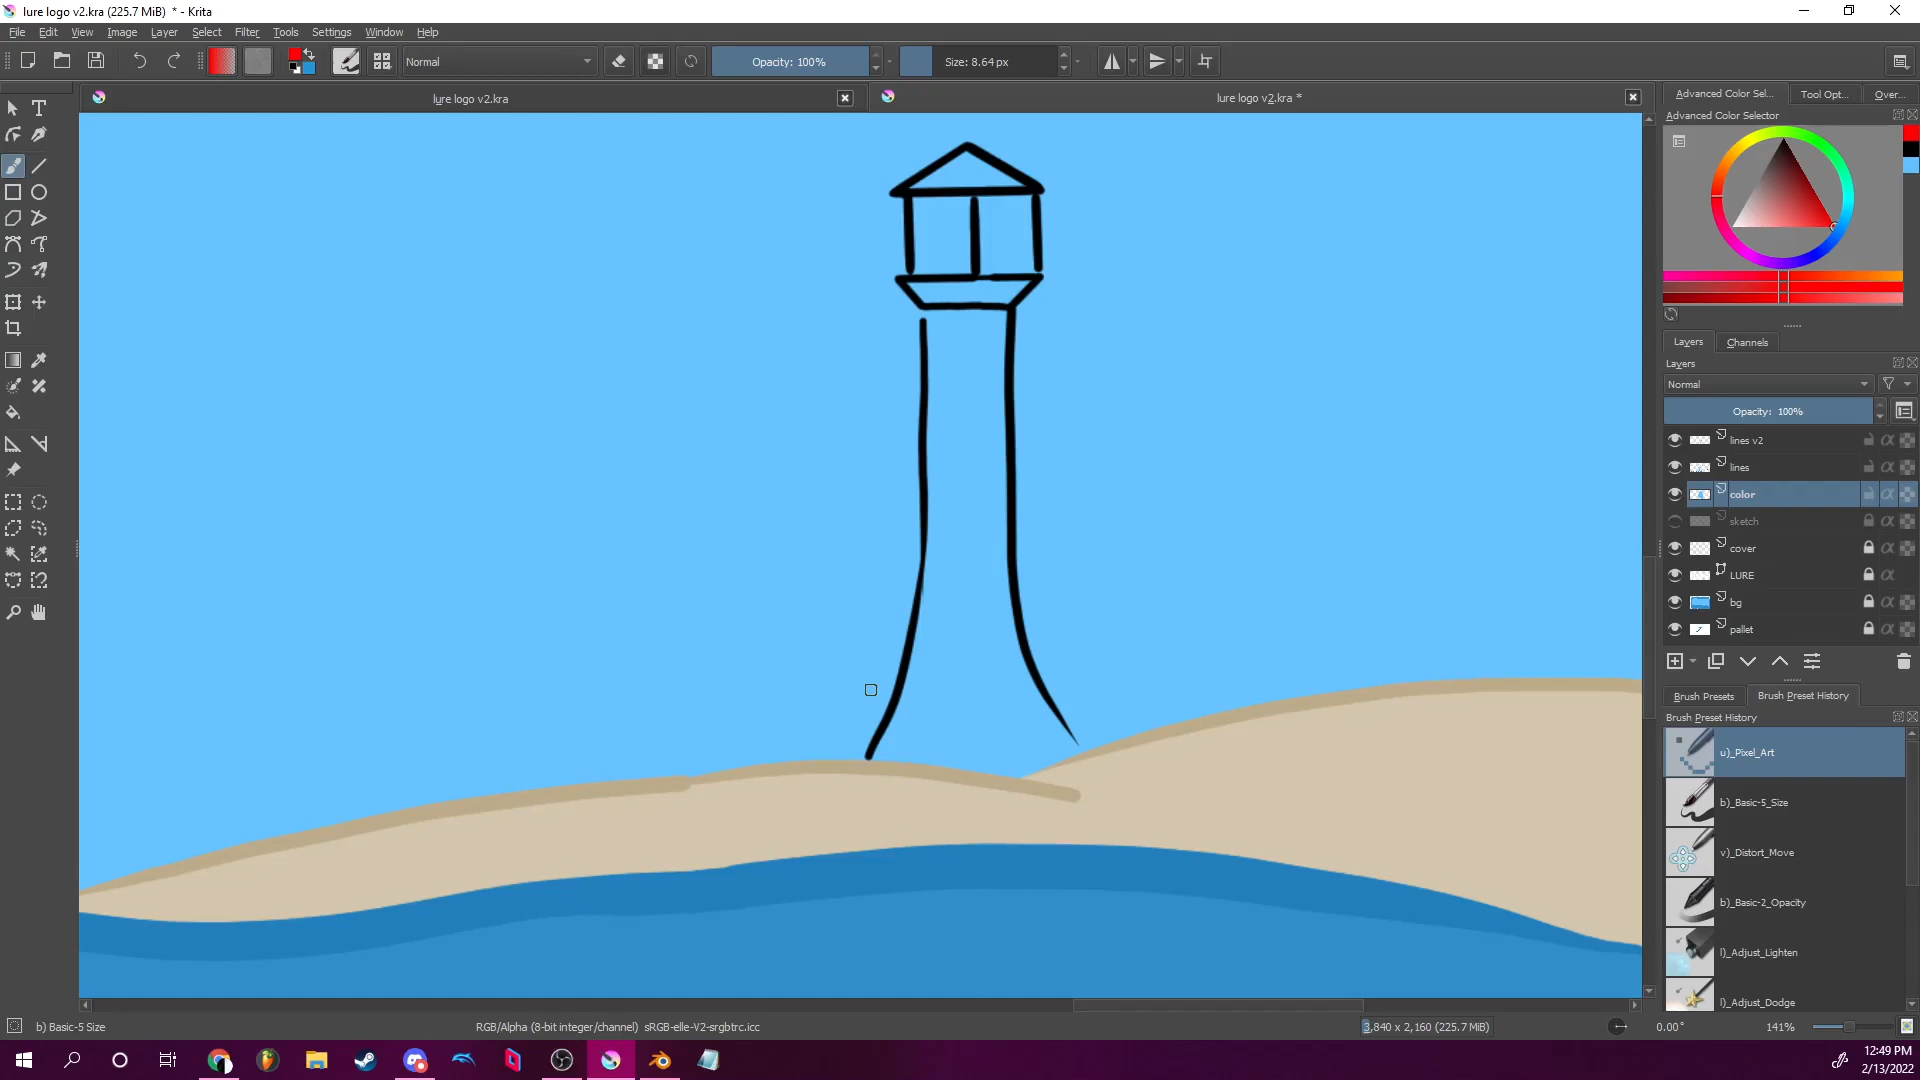 lure logo v2.kra (225.7 MiB)  * - Krita
File Edit View Image Layer Select Filter Tools Settings Window Help
Normal Opacity: 100% Size: 8.64 px
lure logo v2.kra lure logo v2.kra *
Advanced Color Sel... Tool Opt... Over...
Advanced Color Selector
Layers Channels
Layers
Normal
Opacity:  100%
lines v2
lines
color
sketch
cover
LURE
bg
pallet
Brush Presets Brush Preset History
Brush Preset History
u)_Pixel_Art
b)_Basic-5_Size
v)_Distort_Move
b)_Basic-2_Opacity
l)_Adjust_Lighten
l)_Adjust_Dodge
b) Basic-5 Size RGB/Alpha (8-bit integer/channel)  sRGB-elle-V2-srgbtrc.icc 3,840 x 2,160 (225.7 MiB) 0.00° 141%
12:49 PM
2/13/2022